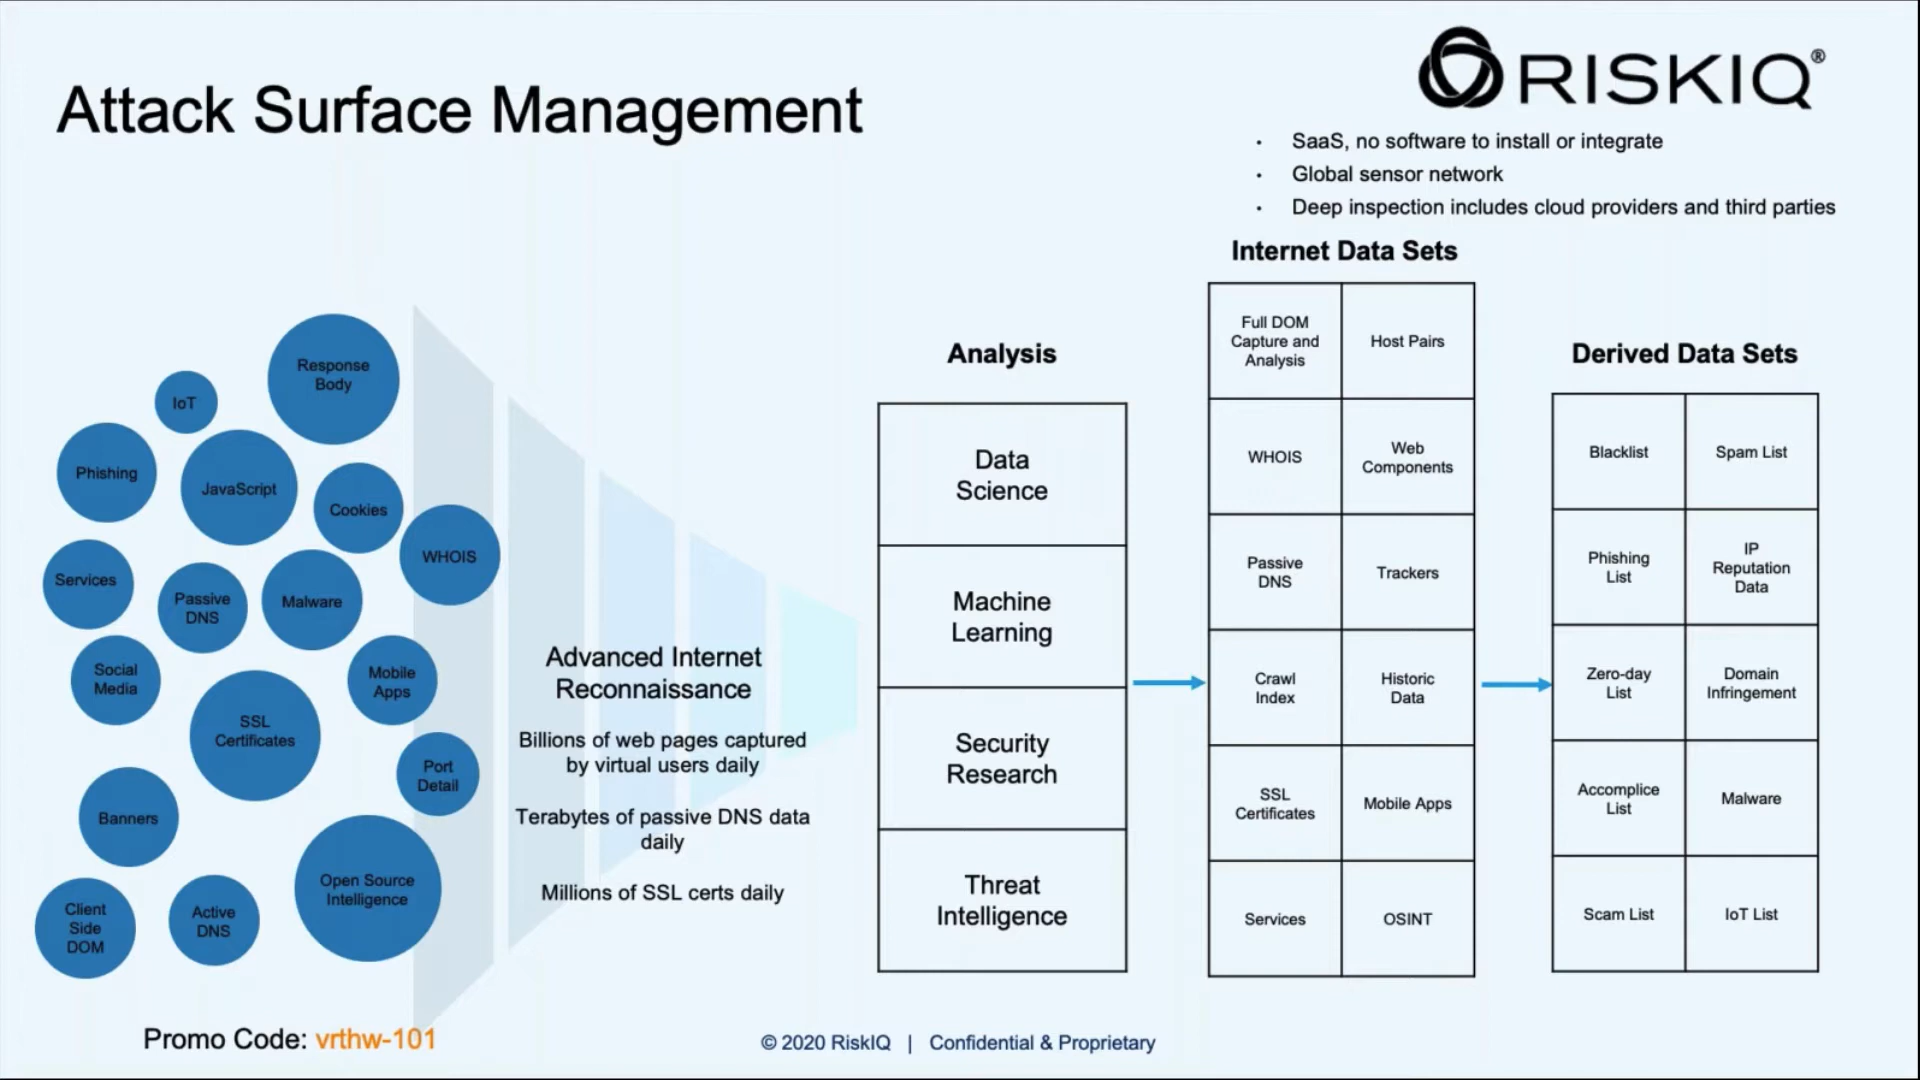 Attack Surface Management
RISKIQ®
• SaaS, no software to install or integrate
• Global sensor network
• Deep inspection includes cloud providers and third parties
Response
Body
IoT
Phishing
JavaScript
Cookies
WHOIS
Services
Passive
DNS
Malware
Social
Media
Mobile
Apps
SSL
Certificates
Port
Detail
Banners
Open Source
Intelligence
Client
Side
DOM
Active
DNS
Advanced Internet
Reconnaissance
Billions of web pages captured
by virtual users daily
Terabytes of passive DNS data
daily
Millions of SSL certs daily
Analysis
Data
Science
Machine
Learning
Security
Research
Threat
Intelligence
Internet Data Sets
Full DOM
Capture and
Analysis
Host Pairs
WHOIS
Web
Components
Passive
DNS
Trackers
Crawl
Index
Historic
Data
SSL
Certificates
Mobile Apps
Services
OSINT
Derived Data Sets
Blacklist
Spam List
Phishing
List
IP
Reputation
Data
Zero-day
List
Domain
Infringement
Accomplice
List
Malware
Scam List
IoT List
Promo Code: vrthw-101
© 2020 RiskIQ | Confidential & Proprietary